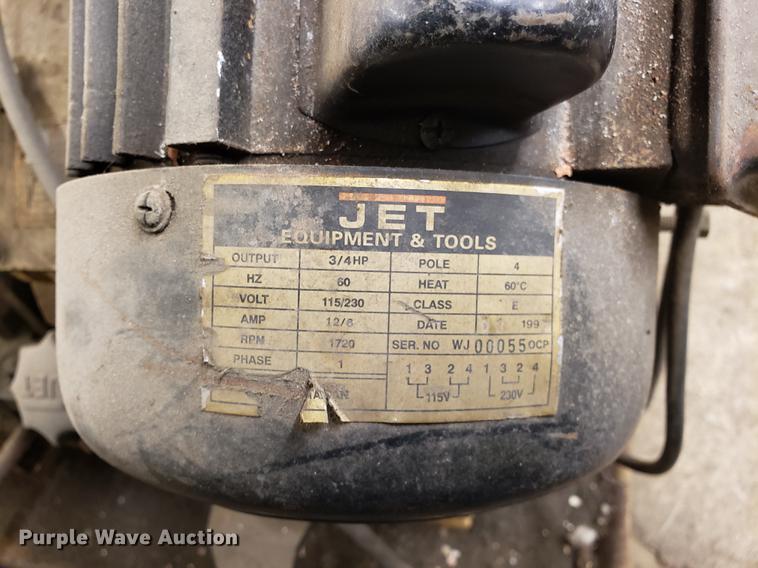 JET
EQUIPMENT & TOOLS
OUTPUT 3/4HP POLE 4
HZ 60 HEAT 60°C
VOLT 115/230 CLASS E
AMP 12/6 DATE 199
RPM 1720 SER. NO WJ 00055 OCP
PHASE 1 1 3 2 4 1 3 2 4
115V 230V
JET
Purple Wave Auction